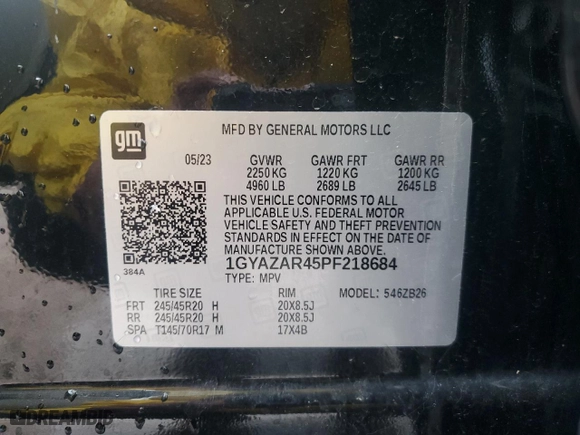 gm
MFD BY GENERAL MOTORS LLC
05/23 GVWR GAWR FRT GAWR RR
2250 KG 1220 KG 1200 KG
4960 LB 2689 LB 2645 LB
THIS VEHICLE CONFORMS TO ALL
APPLICABLE U.S. FEDERAL MOTOR
VEHICLE SAFETY AND THEFT PREVENTION
STANDARDS IN EFFECT ON THE DATE OF
MANUFACTURE SHOWN ABOVE.
384A
1GYAZAR45PF218684
TYPE: MPV MODEL: 546ZB26
TIRE SIZE RIM
FRT 245/45R20 H 20X8.5J
RR 245/45R20 H 20X8.5J
SPA T145/70R17 M 17X4B
DREAMBID